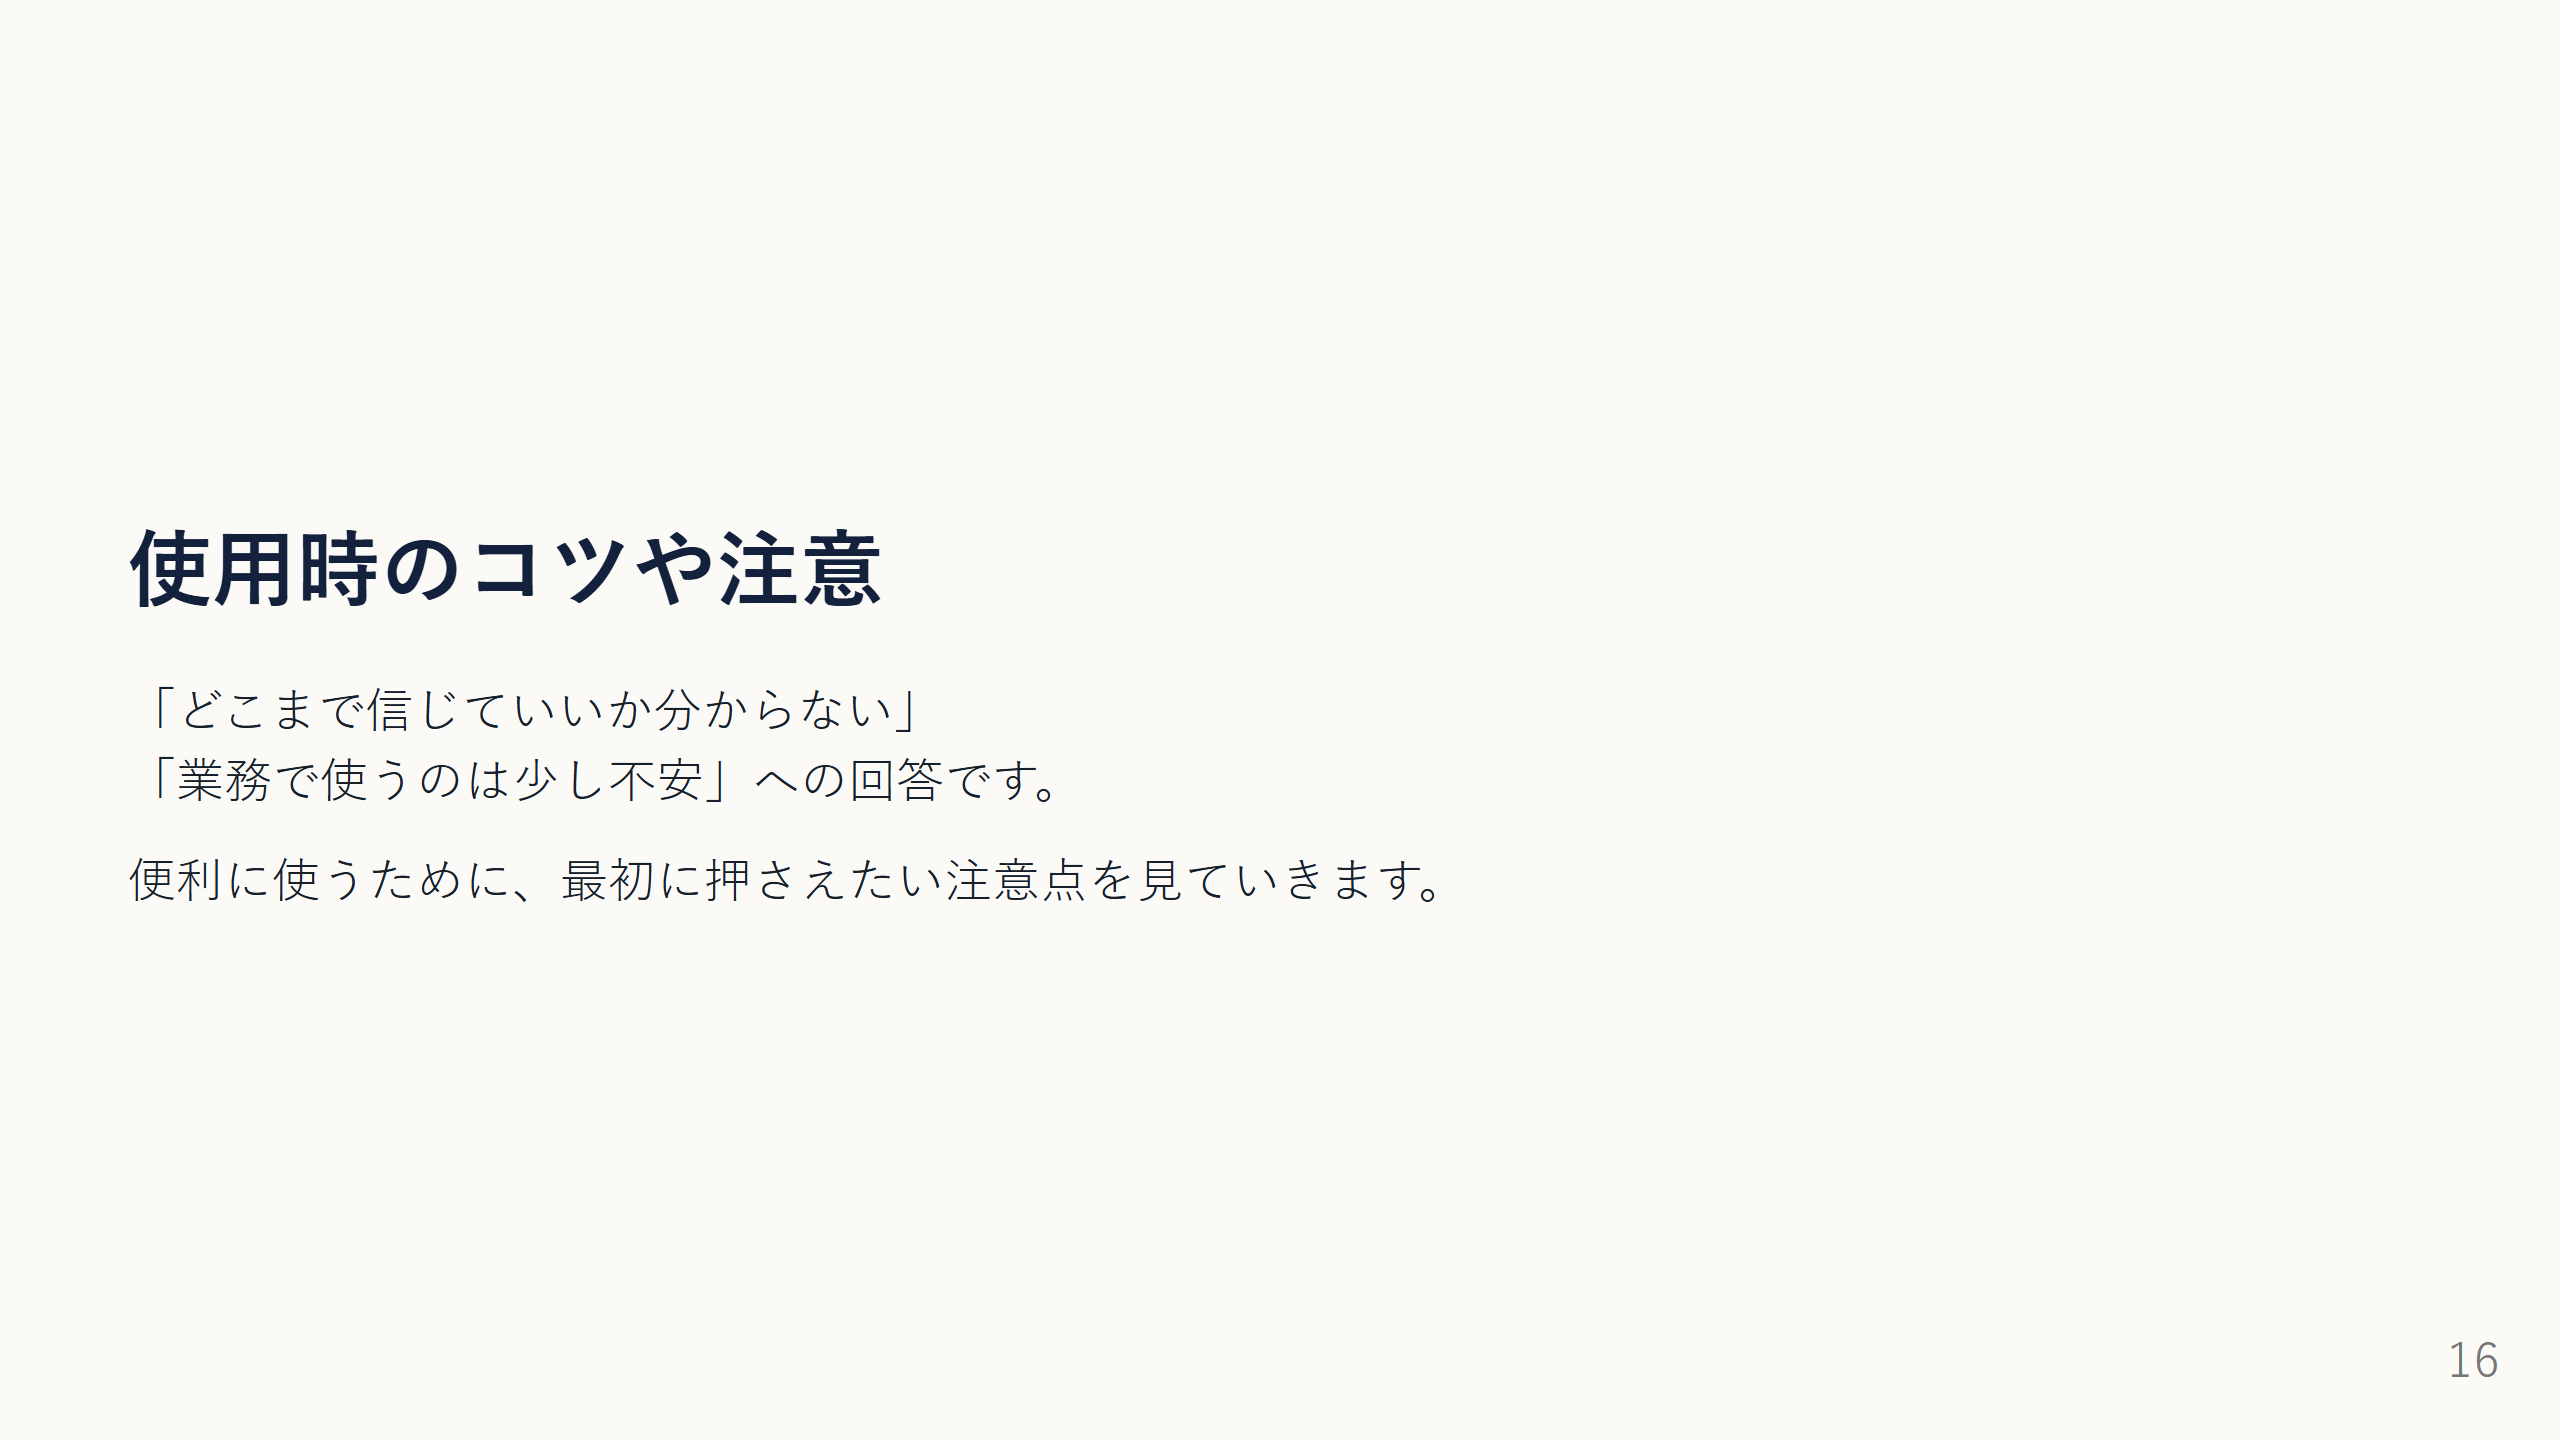 使用時のコツや注意
「どこまで信じていいか分からない」
「業務で使うのは少し不安」への回答です。
便利に使うために、最初に押さえたい注意点を見ていきます。
16